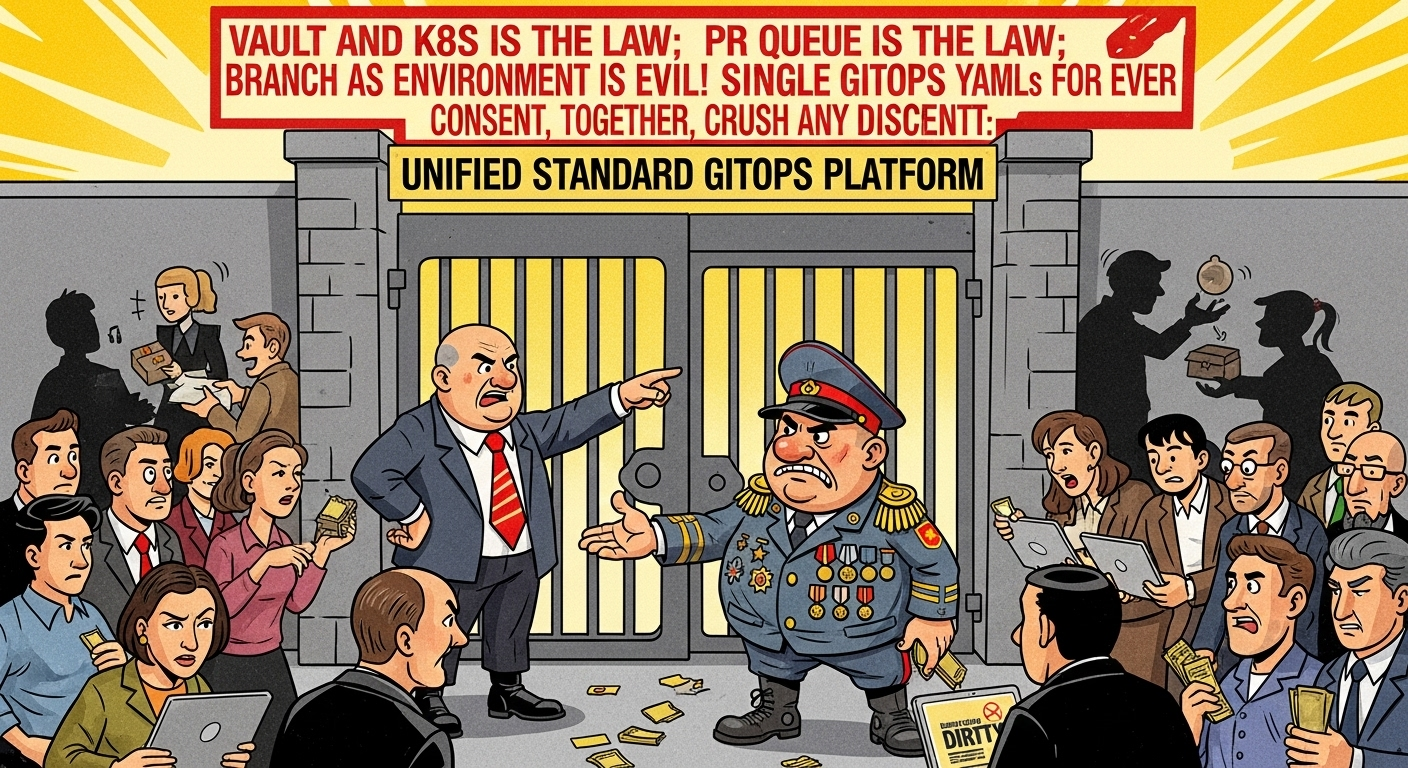 VAULT AND K8S IS THE LAW; PR QUEUE IS THE LAW;
BRANCH AS ENVIRONMENT IS EVIL! SINGLE GITOPS YAMLs FOR EVER
CONSENT, TOGETHER, CRUSH ANY DISCENTT:
UNIFIED STANDARD GITOPS PLATFORM
DIRTTY